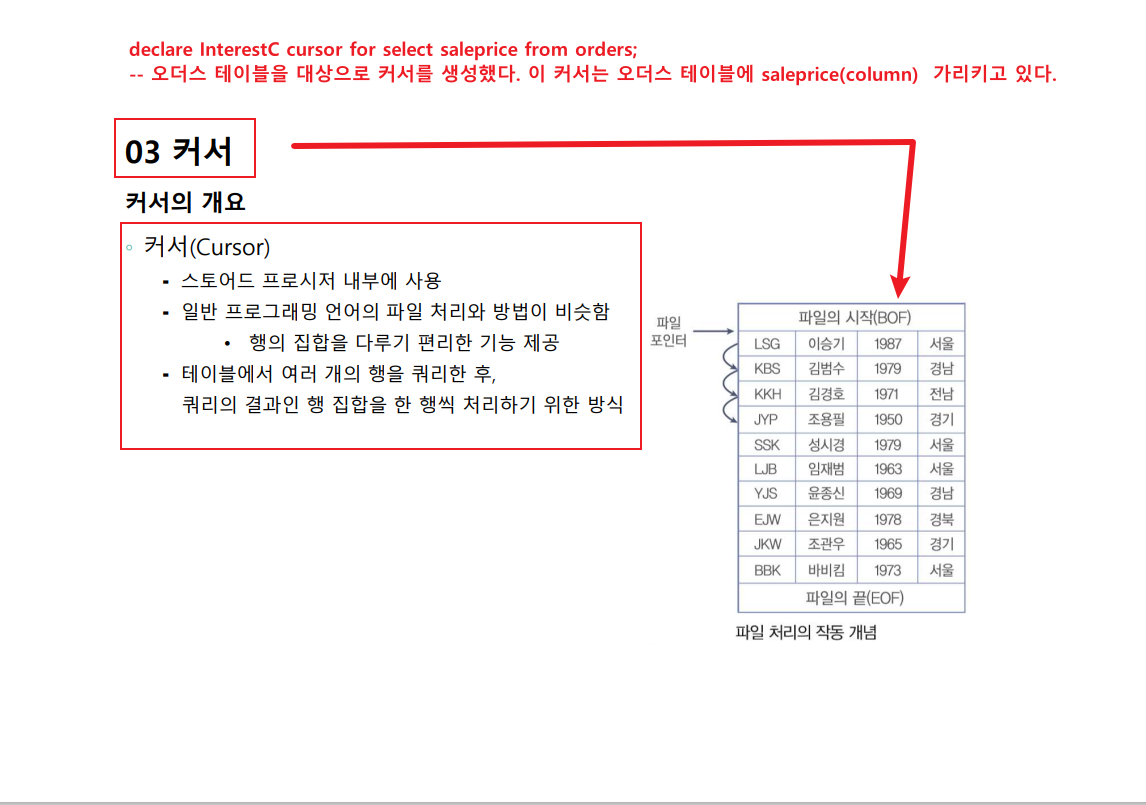 declare InterestC cursor for select saleprice from orders;
-- 오더스 테이블을 대상으로 커서를 생성했다. 이 커서는 오더스 테이블에 saleprice(column) 가리키고 있다.
03 커서
커서의 개요
◦ 커서(Cursor)
- 스토어드 프로시저 내부에 사용
- 일반 프로그래밍 언어의 파일 처리와 방법이 비슷함
• 행의 집합을 다루기 편리한 기능 제공
- 테이블에서 여러 개의 행을 쿼리한 후,
쿼리의 결과인 행 집합을 한 행씩 처리하기 위한 방식
파일
포인터
파일의 시작(BOF)
LSG 이승기 1987 서울
KBS 김범수 1979 경남
KKH 김경호 1971 전남
JYP 조용필 1950 경기
SSK 성시경 1979 서울
LJB 임재범 1963 서울
YJS 윤종신 1969 경남
EJW 은지원 1978 경북
JKW 조관우 1965 경기
BBK 바비킴 1973 서울
파일의 끝(EOF)
파일 처리의 작동 개념